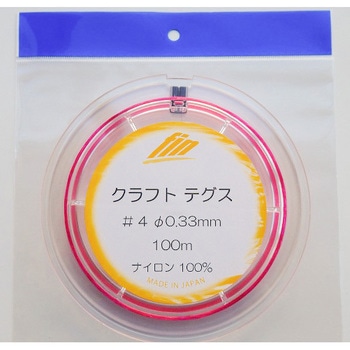 fin
クラフト テグス
#4 φ0.33mm
100m
ナイロン 100%
MADE IN JAPAN